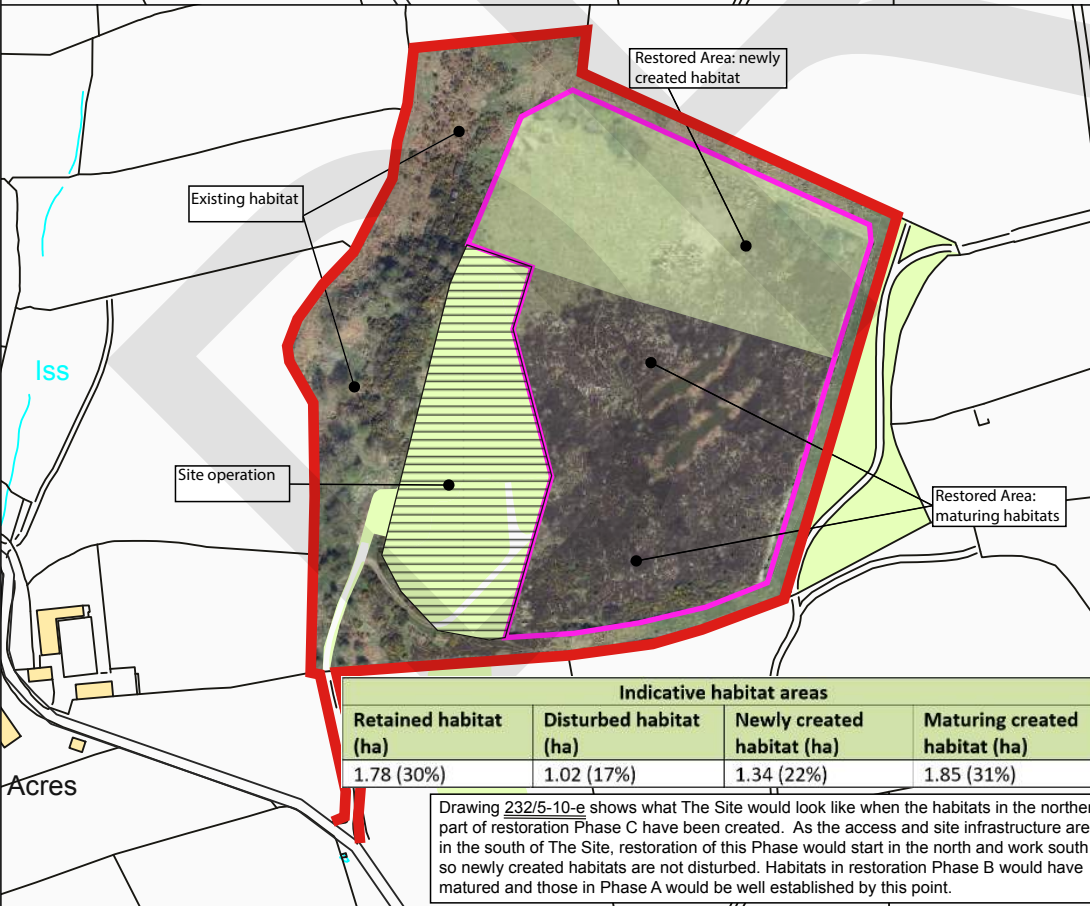 Restored Area: newly
created habitat
Existing habitat
Iss
Site operation
Restored Area:
maturing habitats
Indicative habitat areas
Retained habitat (ha) Disturbed habitat (ha) Newly created habitat (ha) Maturing created habitat (ha)
1.78 (30%) 1.02 (17%) 1.34 (22%) 1.85 (31%)
Acres
Drawing 232/5-10-e shows what The Site would look like when the habitats in the norther
part of restoration Phase C have been created. As the access and site infrastructure are
in the south of The Site, restoration of this Phase would start in the north and work south
so newly created habitats are not disturbed. Habitats in restoration Phase B would have
matured and those in Phase A would be well established by this point.